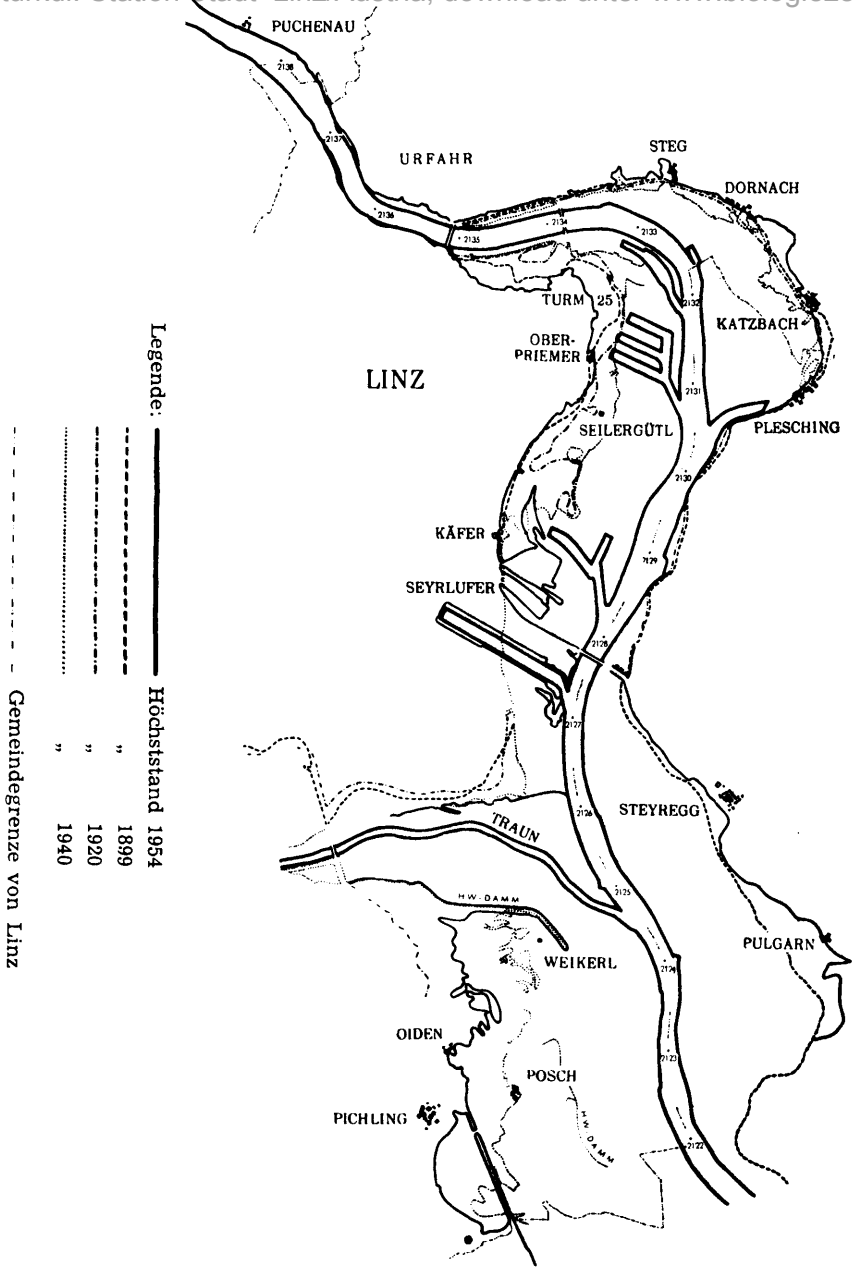 PUCHENAU
2138
2137
URFAHR
STEG
2136
DORNACH
2135
2134
2133
TURM 25
2132
KATZBACH
OBER-
PRIEMER
LINZ
2131
SEILERGÜTL
PLESCHING
2130
KÄFER
2129
SEYRLUFER
2128
2127
STEYREGG
2126
TRAUN
2125
HW-DAMM
PULGARN
WEIKERL
2124
OIDEN
2123
POSCH
PICHLING
HW-DAMM
2122
Legende: Höchststand 1954
„ 1899
„ 1920
„ 1940
Gemeindegrenze von Linz